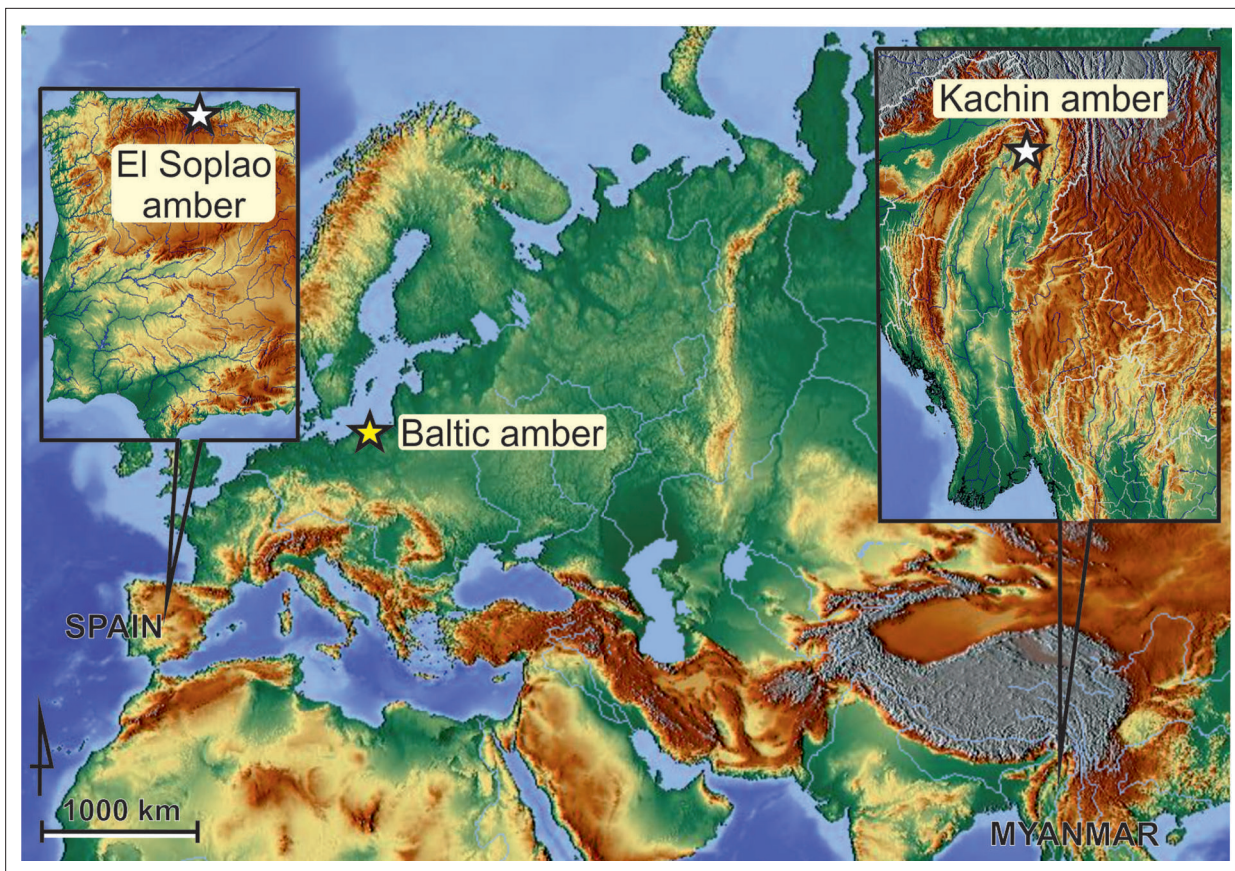 El Soplao
amber
Kachin amber
Baltic amber
SPAIN
1000 km
MYANMAR